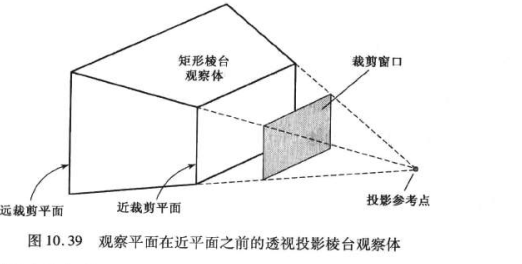 矩形棱台
观察体
裁剪窗口
远裁剪平面
近裁剪平面
投影参考点
图10.39 观察平面在近平面之前的透视投影棱台观察体